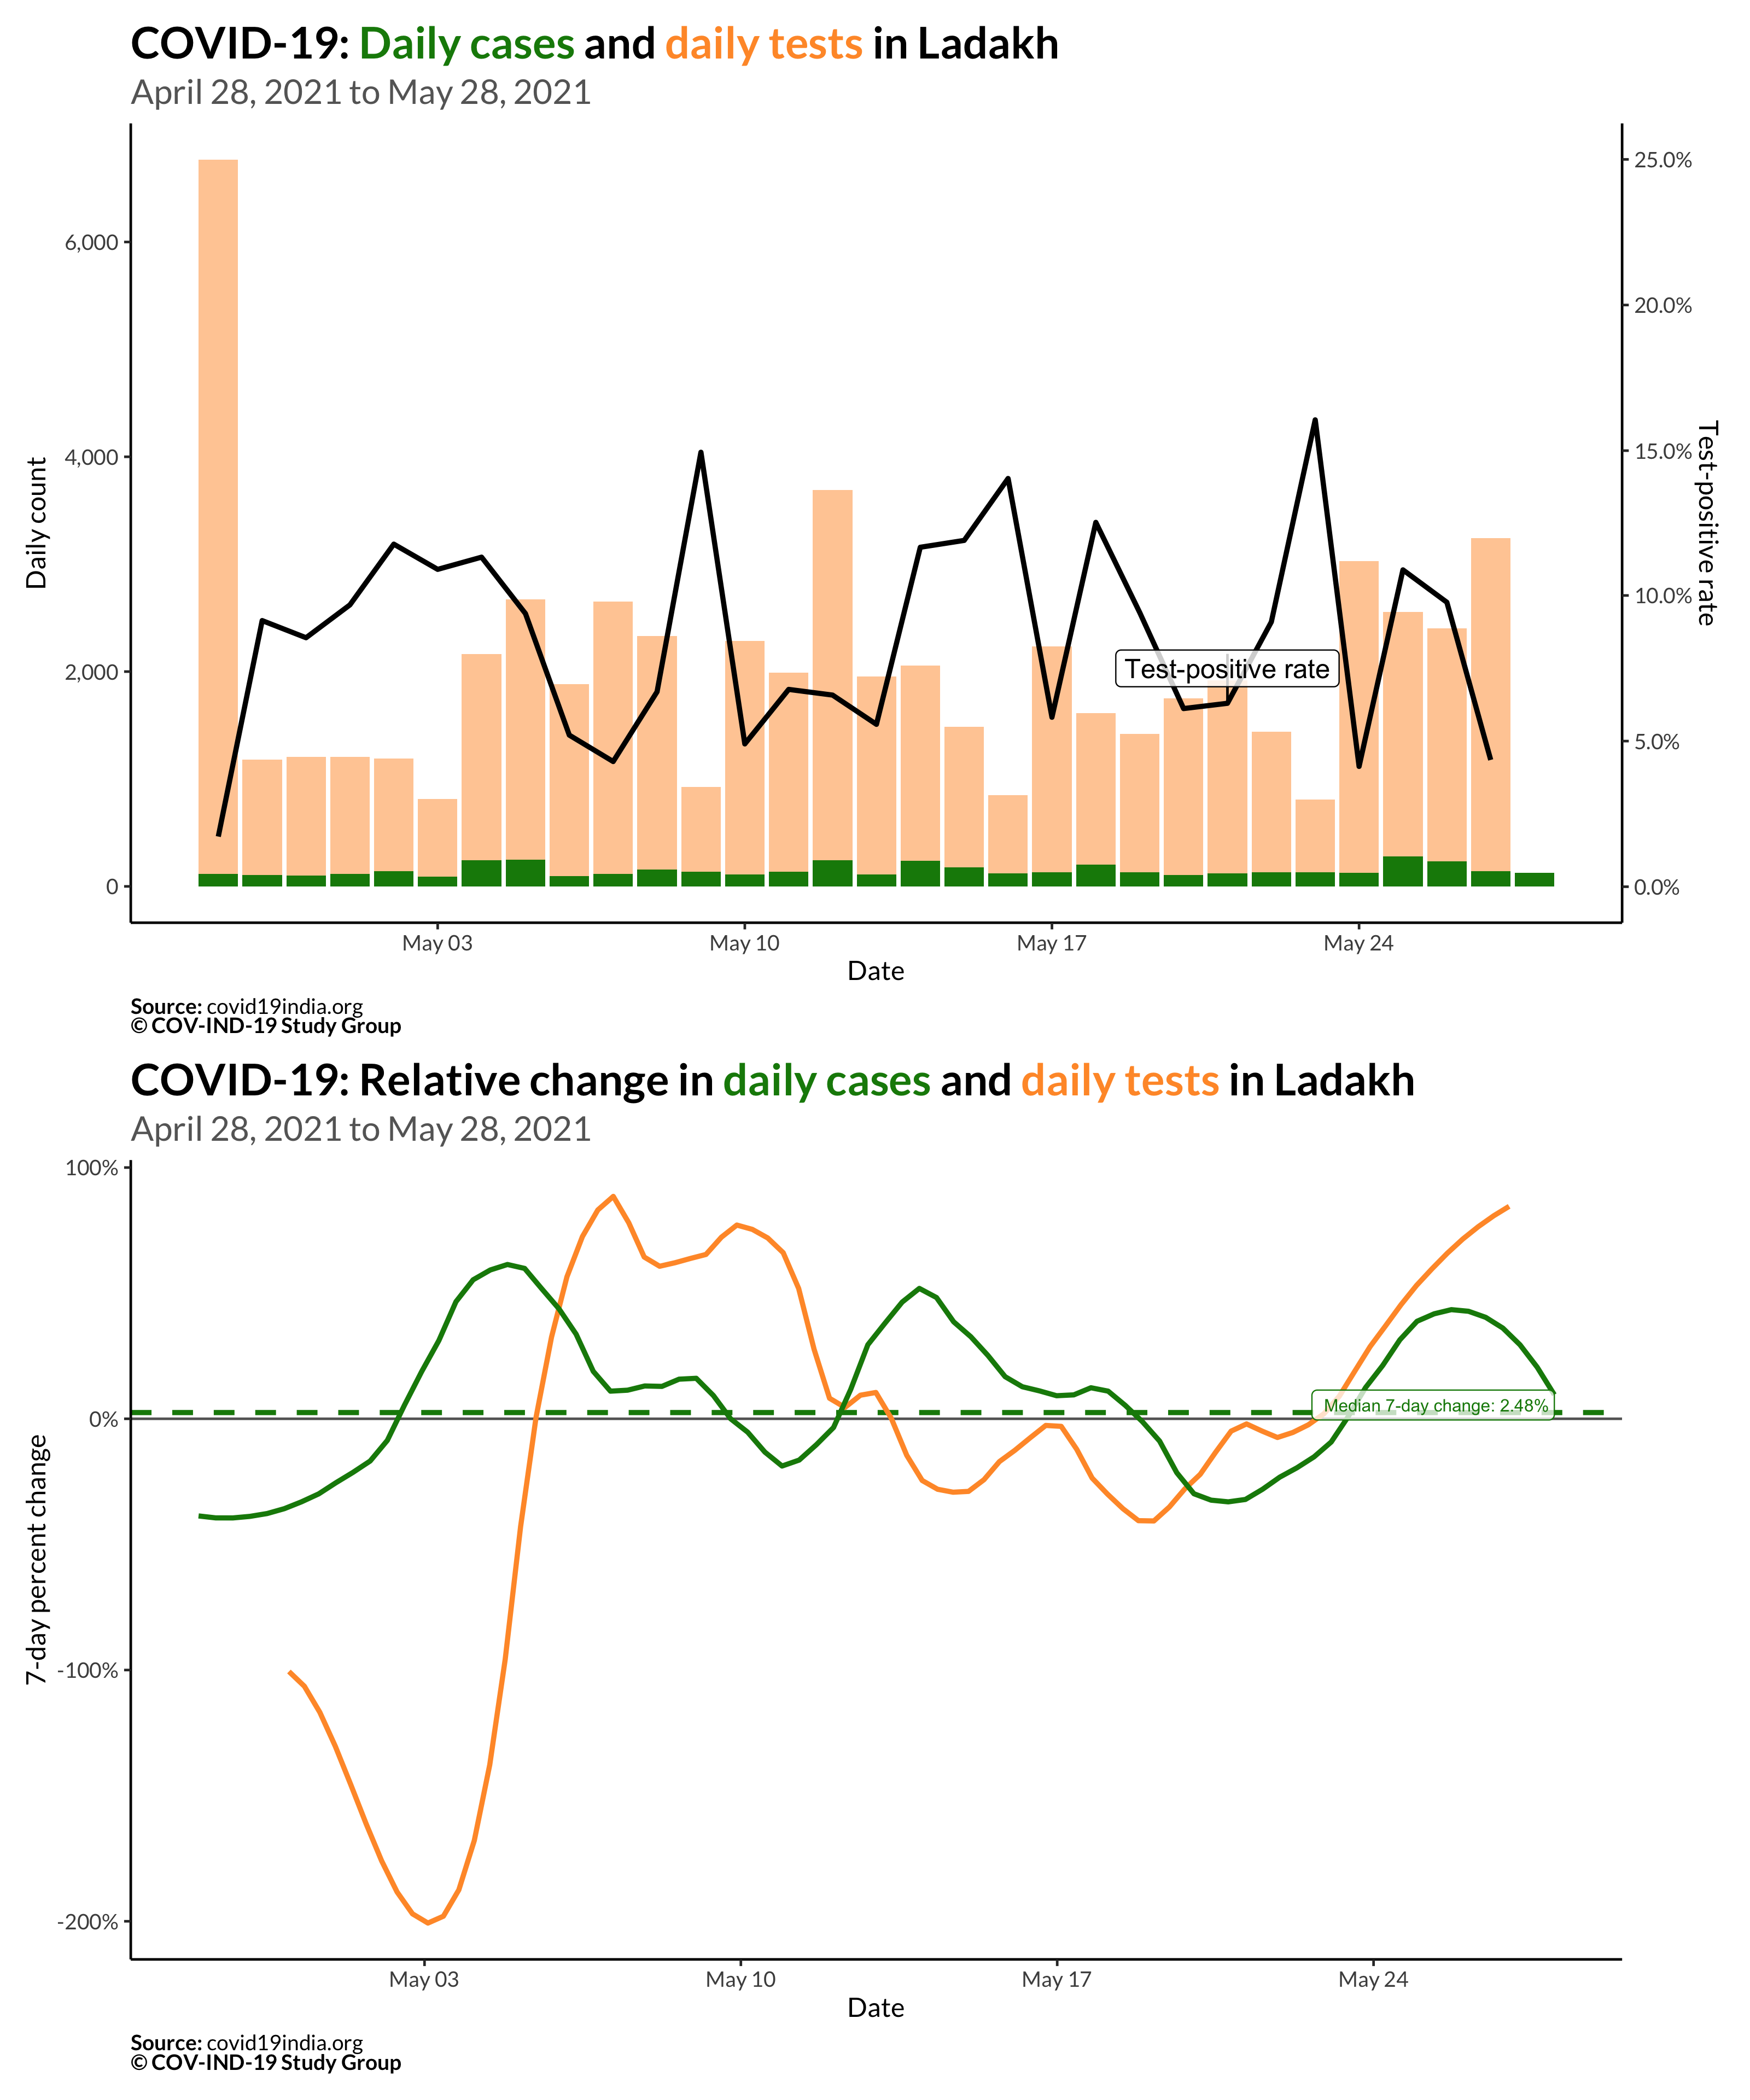 COVID-19: Daily cases and daily tests in Ladakh
April 28, 2021 to May 28, 2021
25.0%
6,000
20.0%
4,000
15.0%
Daily count
Test-positive rate
10.0%
2,000
Test-positive rate
5.0%
0
0.0%
May 03 May 10 May 17 May 24
Date
Source: covid19india.org
© COV-IND-19 Study Group
COVID-19: Relative change in daily cases and daily tests in Ladakh
April 28, 2021 to May 28, 2021
100%
0%
Median 7-day change: 2.48%
7-day percent change
-100%
-200%
May 03 May 10 May 17 May 24
Date
Source: covid19india.org
© COV-IND-19 Study Group